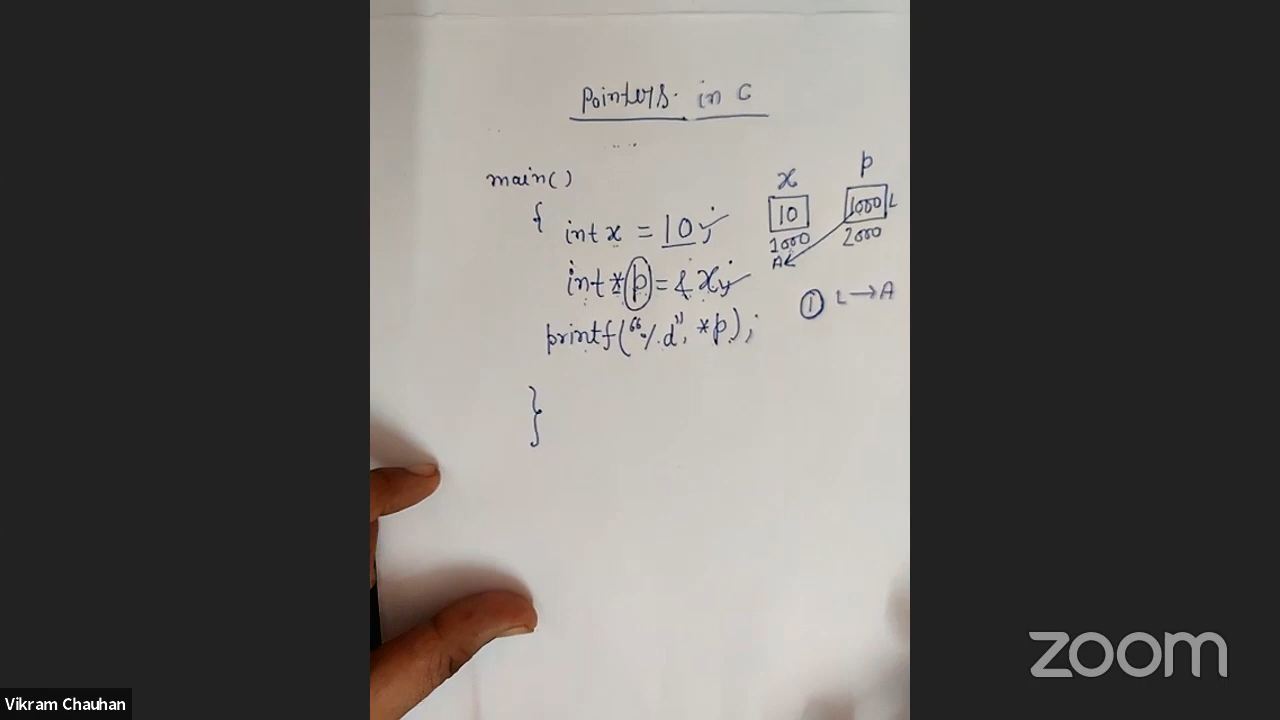 Pointers in C
main()
{ int x = 10;
int *p = & x;
printf("%d", *p);
}
x p
10 1000 L
1000 2000
A
① L → A
zoom
Vikram Chauhan